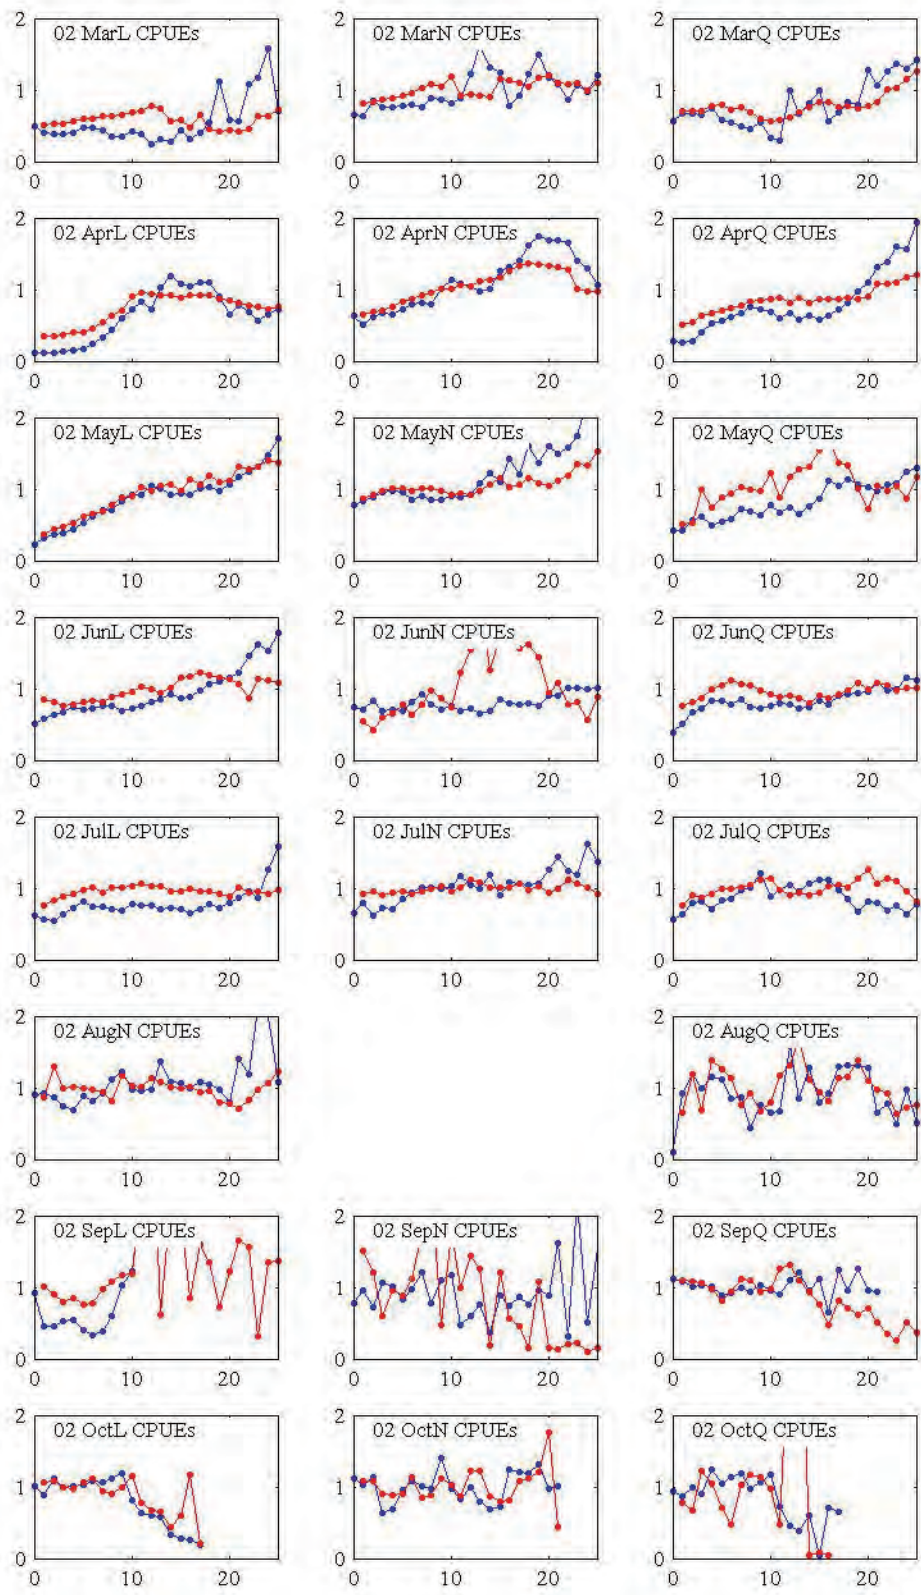 2 02 MarL CPUEs 2 02 MarN CPUEs 2 02 MarQ CPUEs
1 1 1
0 0 0
0 10 20 0 10 20 0 10 20
2 02 AprL CPUEs 2 02 AprN CPUEs 2 02 AprQ CPUEs
1 1 1
0 0 0
0 10 20 0 10 20 0 10 20
2 02 MayL CPUEs 2 02 MayN CPUEs 2 02 MayQ CPUEs
1 1 1
0 0 0
0 10 20 0 10 20 0 10 20
2 02 JunL CPUEs 2 02 JunN CPUEs 2 02 JunQ CPUEs
1 1 1
0 0 0
0 10 20 0 10 20 0 10 20
2 02 JulL CPUEs 2 02 JulN CPUEs 2 02 JulQ CPUEs
1 1 1
0 0 0
0 10 20 0 10 20 0 10 20
2 02 AugN CPUEs 2 02 AugQ CPUEs
1 1
0 0
0 10 20 0 10 20
2 02 SepL CPUEs 2 02 SepN CPUEs 2 02 SepQ CPUEs
1 1 1
0 0 0
0 10 20 0 10 20 0 10 20
2 02 OctL CPUEs 2 02 OctN CPUEs 2 02 OctQ CPUEs
1 1 1
0 0 0
0 10 20 0 10 20 0 10 20